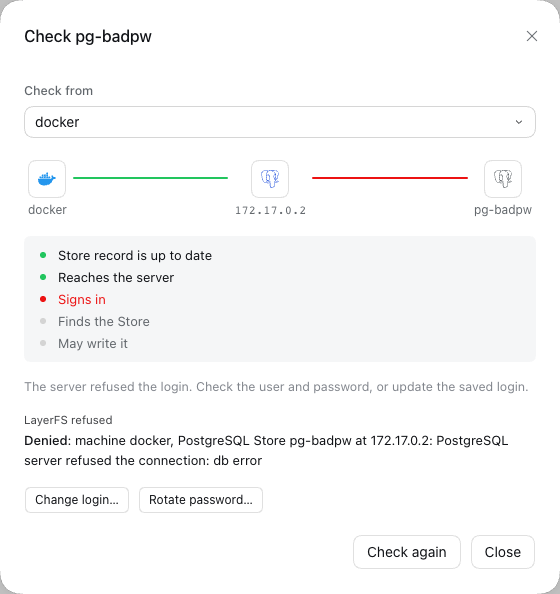 Check pg-badpw
Check from
docker
docker
172.17.0.2
pg-badpw
Store record is up to date
Reaches the server
Signs in
Finds the Store
May write it
The server refused the login. Check the user and password, or update the saved login.
LayerFS refused
Denied: machine docker, PostgreSQL Store pg-badpw at 172.17.0.2: PostgreSQL
server refused the connection: db error
Change login...
Rotate password...
Check again
Close